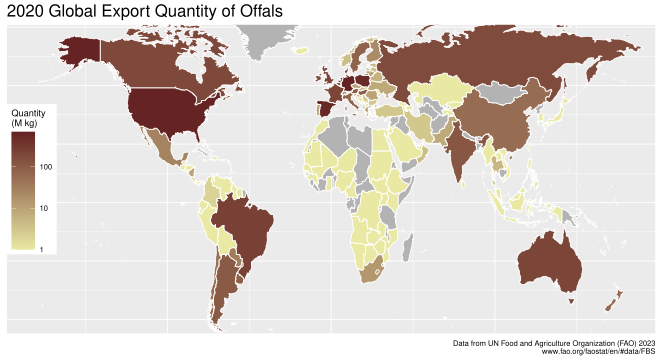 2020 Global Export Quantity of Offals
Quantity
(M kg)
100
10
1
Data from UN Food and Agriculture Organization (FAO) 2023
www.fao.org/faostat/en/#data/FBS